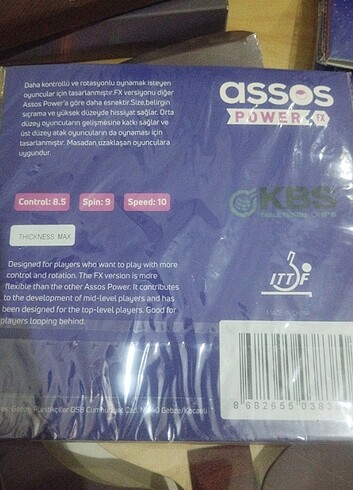 Daha kontrollü ve rotasyonlu oynamak isteyen
oyuncular için tasarlanmıştır.FX versiyonu diğer
Assos Power'a göre daha esnektir.Size,belirgin
sıçrama ve yüksek düzeyde hissiyat sağlar. Orta
düzey oyuncuların gelişmesine katkı sağlar ve
üst düzey atak oyuncuların da oynaması için
tasarlanmıştır. Masadan,uzaklaşan oyunculara
uygundur.
assos
POWER FX
Control: 8.5 Spin: 9 Speed: 10
KBS
THICKNESS: MAX
Designed for players who want to play with more
control and rotation. The FX version is more
flexible than the other Assos Power. It contributes
to the development of mid-level players and has
been designed for the top-level players. Good for
players looping behind.
ITTF
8 682655 0383
Gebze/Kocaeli